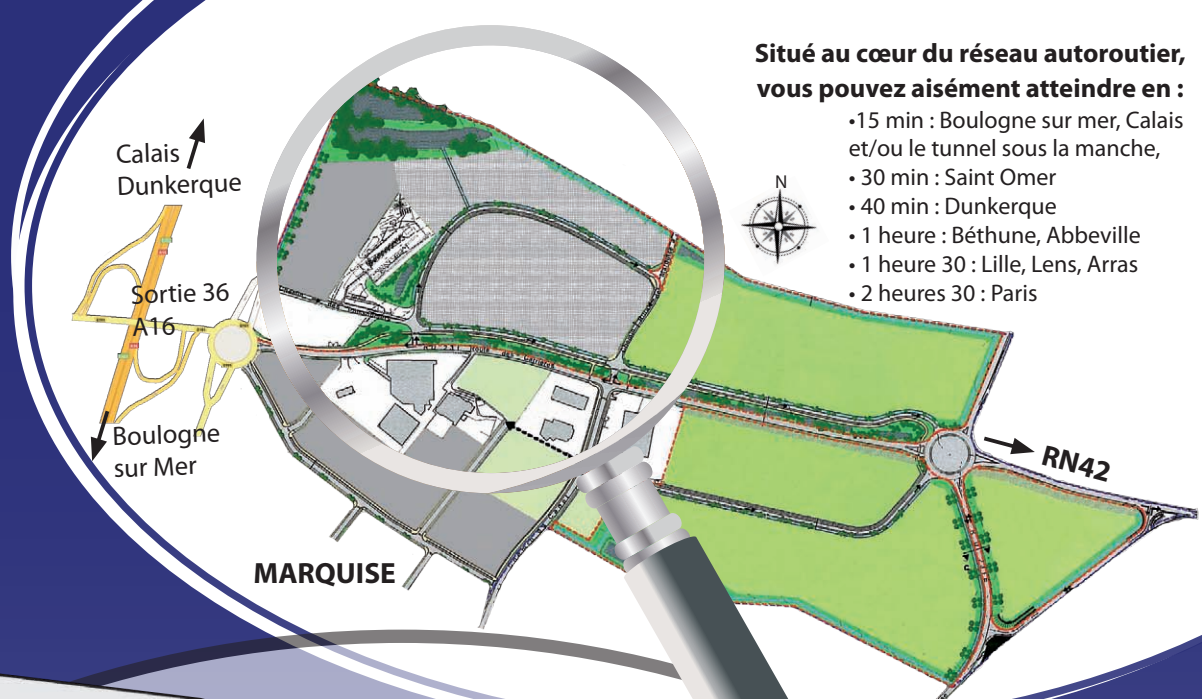 Situé au cœur du réseau autoroutier,
vous pouvez aisément atteindre en :
•15 min : Boulogne sur mer, Calais
et/ou le tunnel sous la manche,
• 30 min : Saint Omer
• 40 min : Dunkerque
• 1 heure : Béthune, Abbeville
• 1 heure 30 : Lille, Lens, Arras
• 2 heures 30 : Paris
N
Calais
Dunkerque
Sortie 36
A16
Boulogne
sur Mer
RN42
MARQUISE